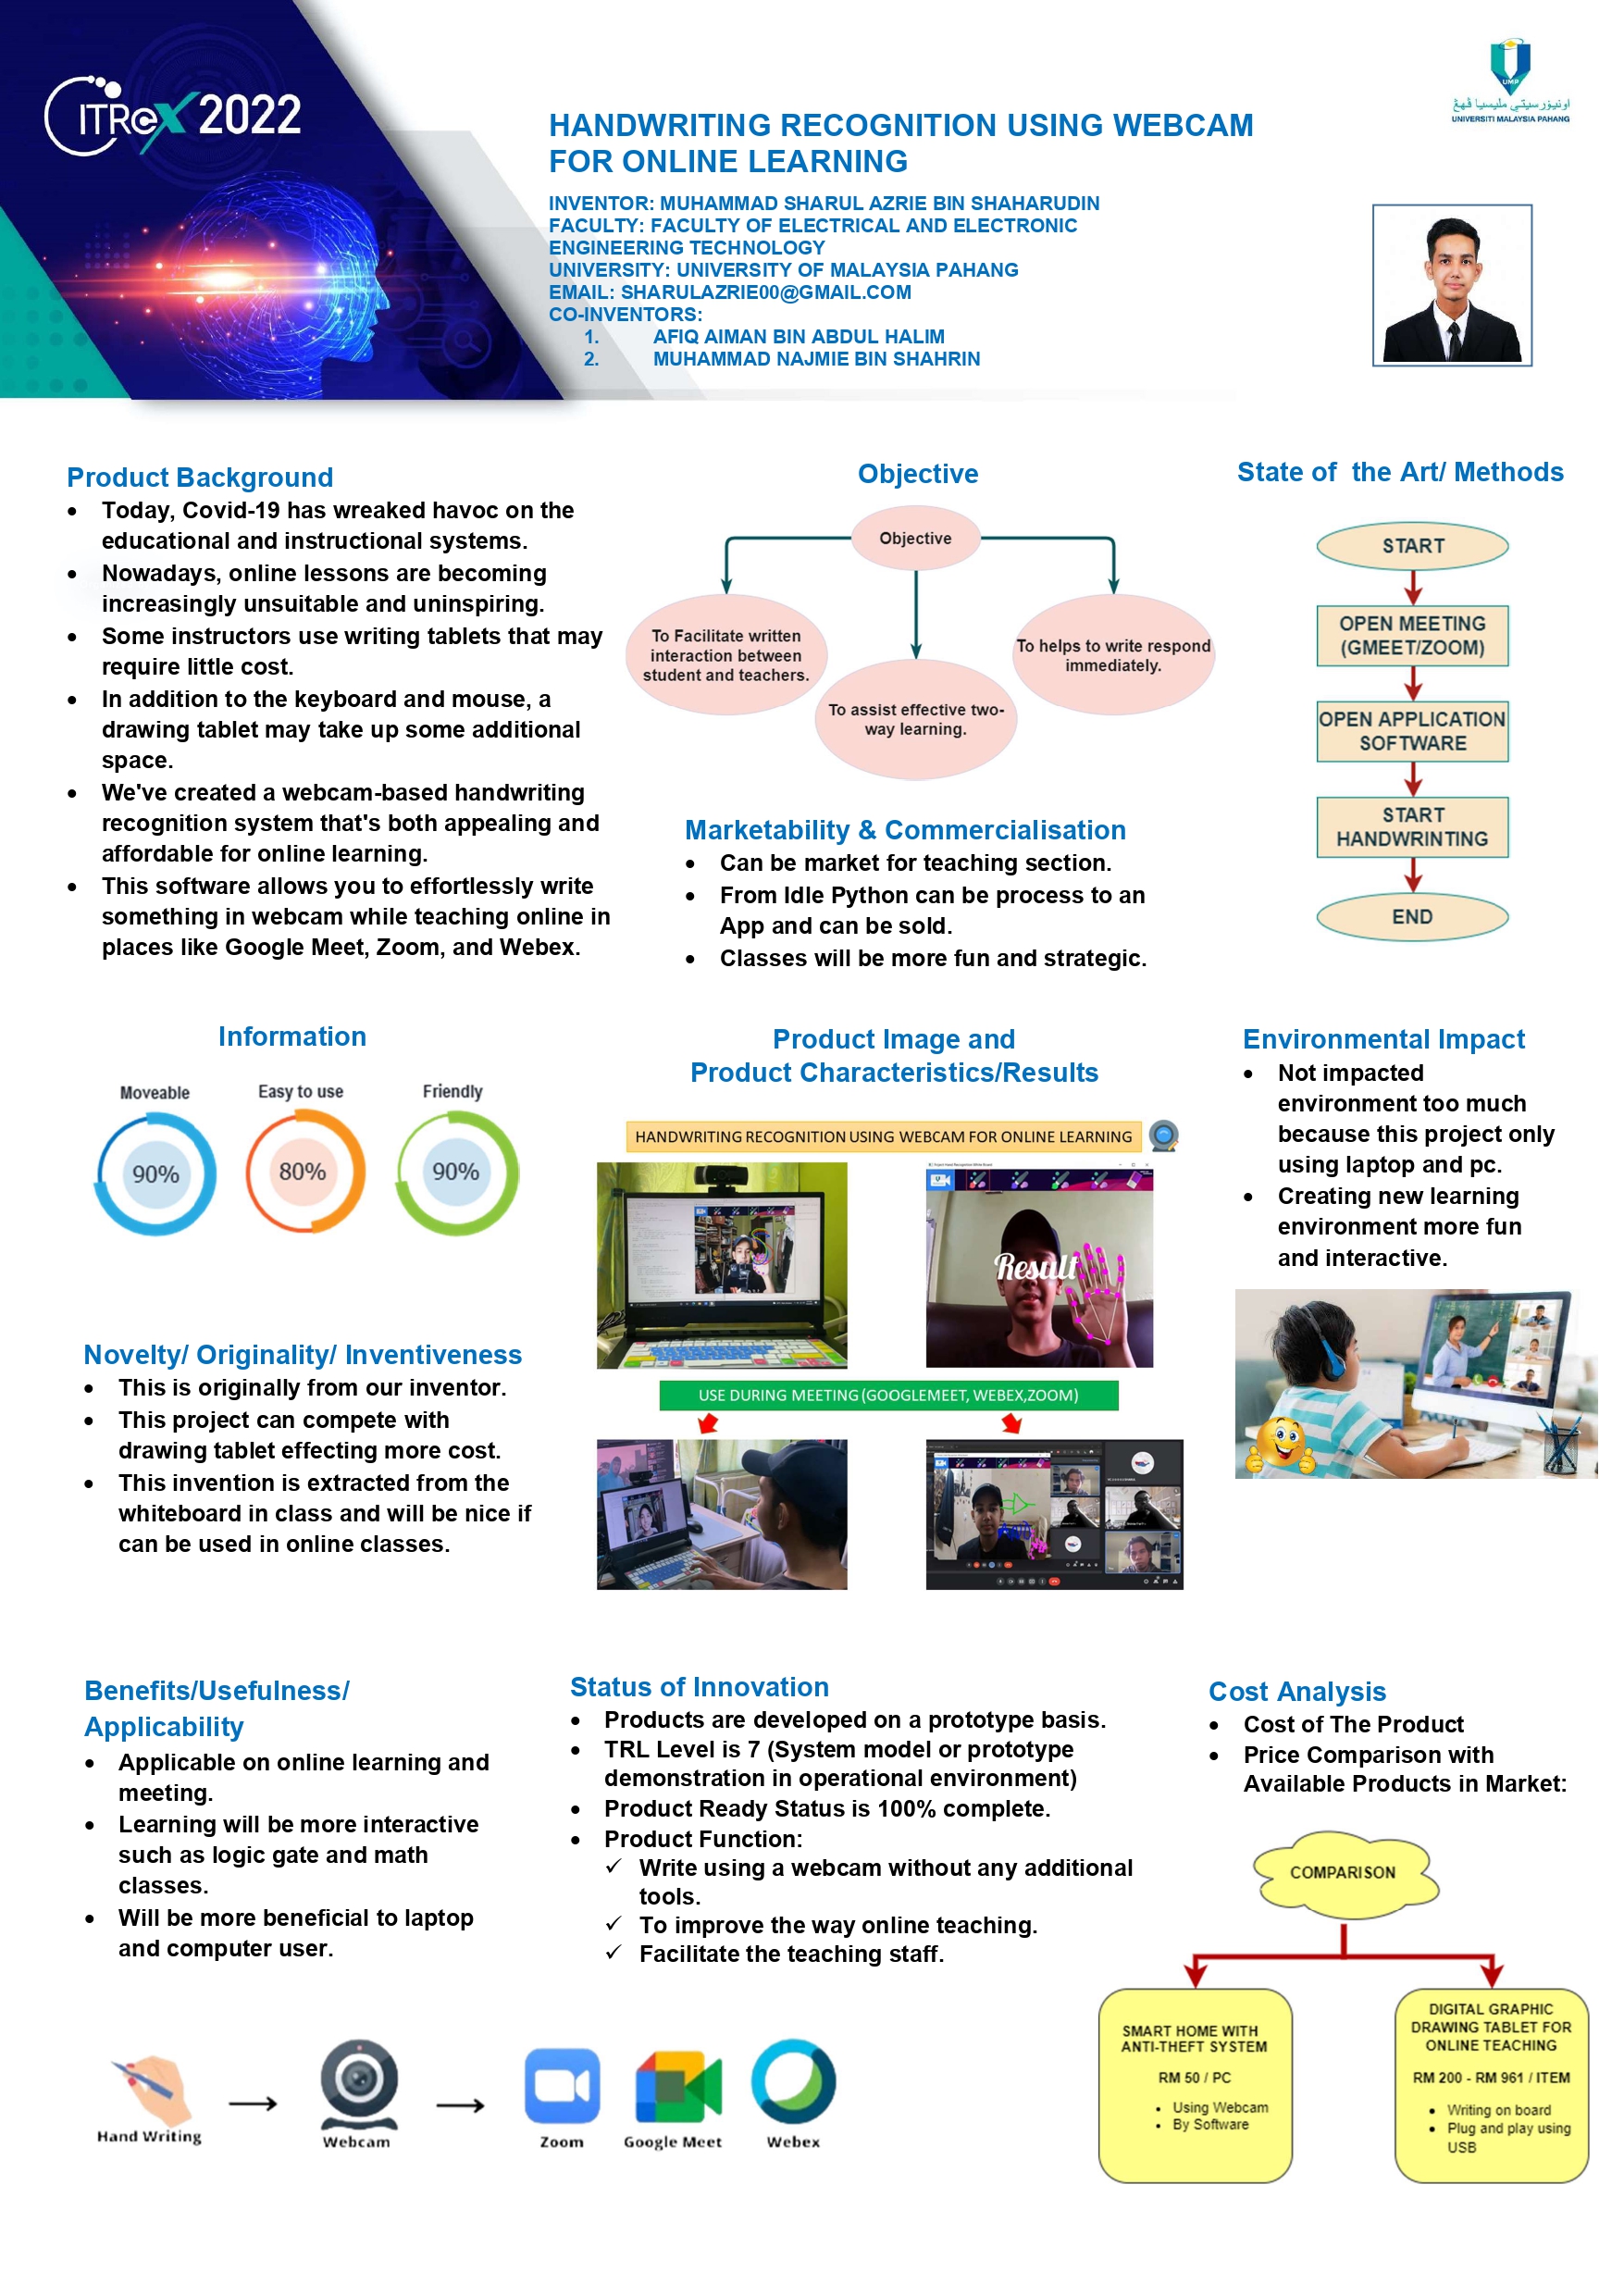 CITReX 2022
UMP
اونيۏرسيتي مليسيا ڤهڠ
UNIVERSITI MALAYSIA PAHANG
HANDWRITING RECOGNITION USING WEBCAM
FOR ONLINE LEARNING
INVENTOR: MUHAMMAD SHARUL AZRIE BIN SHAHARUDIN
FACULTY: FACULTY OF ELECTRICAL AND ELECTRONIC
ENGINEERING TECHNOLOGY
UNIVERSITY: UNIVERSITY OF MALAYSIA PAHANG
EMAIL: SHARULAZRIE00@GMAIL.COM
CO-INVENTORS:
1. AFIQ AIMAN BIN ABDUL HALIM
2. MUHAMMAD NAJMIE BIN SHAHRIN
Product Background
• Today, Covid-19 has wreaked havoc on the
educational and instructional systems.
• Nowadays, online lessons are becoming
increasingly unsuitable and uninspiring.
• Some instructors use writing tablets that may
require little cost.
• In addition to the keyboard and mouse, a
drawing tablet may take up some additional
space.
• We've created a webcam-based handwriting
recognition system that's both appealing and
affordable for online learning.
• This software allows you to effortlessly write
something in webcam while teaching online in
places like Google Meet, Zoom, and Webex.
Objective
Objective
To Facilitate written
interaction between
student and teachers.
To assist effective two-
way learning.
To helps to write respond
immediately.
Marketability & Commercialisation
• Can be market for teaching section.
• From Idle Python can be process to an
App and can be sold.
• Classes will be more fun and strategic.
State of the Art/ Methods
START
OPEN MEETING
(GMEET/ZOOM)
OPEN APPLICATION
SOFTWARE
START
HANDWRINTING
END
Information
Moveable
Easy to use
Friendly
90%
80%
90%
Novelty/ Originality/ Inventiveness
• This is originally from our inventor.
• This project can compete with
drawing tablet effecting more cost.
• This invention is extracted from the
whiteboard in class and will be nice if
can be used in online classes.
Product Image and
Product Characteristics/Results
HANDWRITING RECOGNITION USING WEBCAM FOR ONLINE LEARNING
Result
USE DURING MEETING (GOOGLEMEET, WEBEX,ZOOM)
Environmental Impact
• Not impacted
environment too much
because this project only
using laptop and pc.
• Creating new learning
environment more fun
and interactive.
Benefits/Usefulness/
Applicability
• Applicable on online learning and
meeting.
• Learning will be more interactive
such as logic gate and math
classes.
• Will be more beneficial to laptop
and computer user.
Hand Writing
Webcam
Zoom
Google Meet
Webex
Status of Innovation
• Products are developed on a prototype basis.
• TRL Level is 7 (System model or prototype
demonstration in operational environment)
• Product Ready Status is 100% complete.
• Product Function:
✓ Write using a webcam without any additional
tools.
✓ To improve the way online teaching.
✓ Facilitate the teaching staff.
Cost Analysis
• Cost of The Product
• Price Comparison with
Available Products in Market:
COMPARISON
SMART HOME WITH
ANTI-THEFT SYSTEM
RM 50 / PC
• Using Webcam
• By Software
DIGITAL GRAPHIC
DRAWING TABLET FOR
ONLINE TEACHING
RM 200 - RM 961 / ITEM
• Writing on board
• Plug and play using
USB